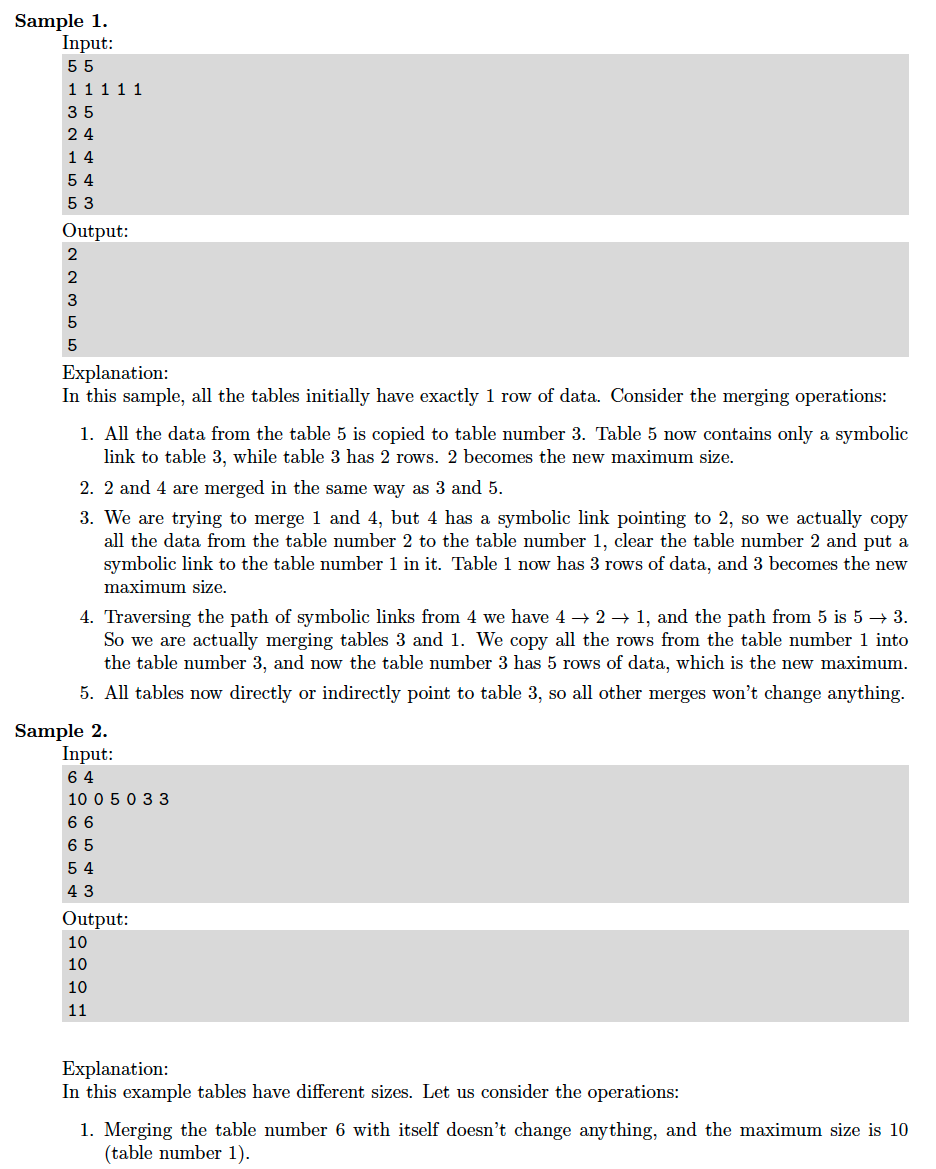 Sample 1.
Input:
5 5
1 1 1 1 1
3 5
2 4
1 4
5 4
5 3
Output:
2
2
3
5
5
Explanation:
In this sample, all the tables initially have exactly 1 row of data. Consider the merging operations:
1. All the data from the table 5 is copied to table number 3. Table 5 now contains only a symbolic
link to table 3, while table 3 has 2 rows. 2 becomes the new maximum size.
2. 2 and 4 are merged in the same way as 3 and 5.
3. We are trying to merge 1 and 4, but 4 has a symbolic link pointing to 2, so we actually copy
all the data from the table number 2 to the table number 1, clear the table number 2 and put a
symbolic link to the table number 1 in it. Table 1 now has 3 rows of data, and 3 becomes the new
maximum size.
4. Traversing the path of symbolic links from 4 we have 4 → 2 → 1, and the path from 5 is 5 → 3.
So we are actually merging tables 3 and 1. We copy all the rows from the table number 1 into
the table number 3, and now the table number 3 has 5 rows of data, which is the new maximum.
5. All tables now directly or indirectly point to table 3, so all other merges won't change anything.
Sample 2.
Input:
6 4
10 0 5 0 3 3
6 6
6 5
5 4
4 3
Output:
10
10
10
11
Explanation:
In this example tables have different sizes. Let us consider the operations:
1. Merging the table number 6 with itself doesn't change anything, and the maximum size is 10
(table number 1).